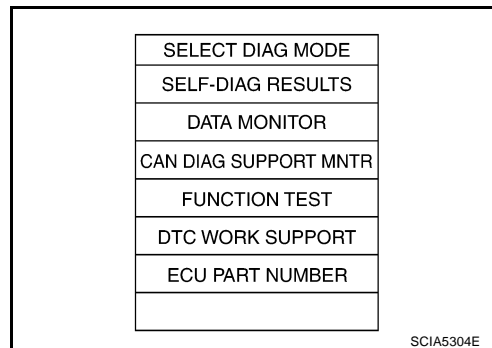 SELECT DIAG MODE
SELF-DIAG RESULTS
DATA MONITOR
CAN DIAG SUPPORT MNTR
FUNCTION TEST
DTC WORK SUPPORT
ECU PART NUMBER
SCIA5304E